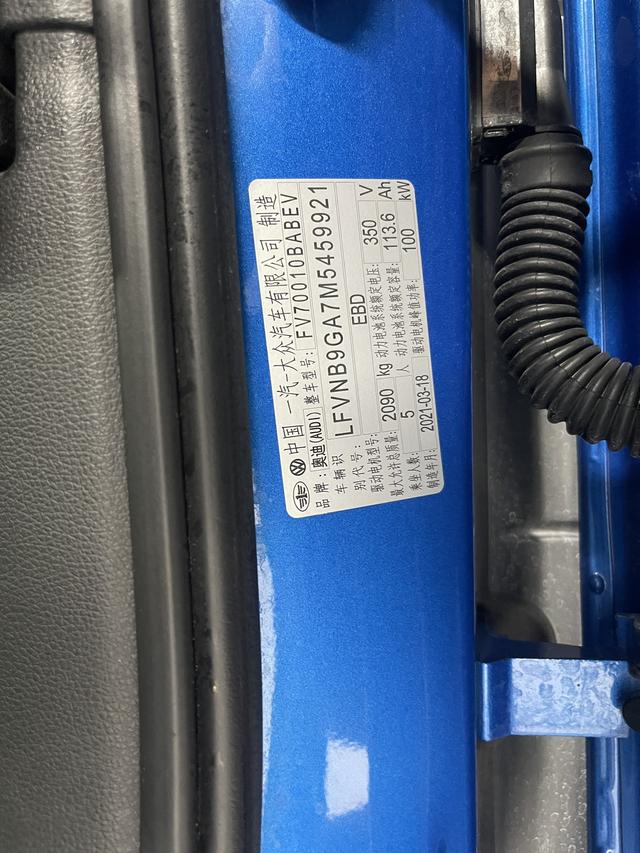 中国 一汽-大众汽车有限公司 制造
品牌：奥迪(AUDI) 整车型号：FV70010BABEV
车辆识别代号：LFVNB9GA7M5459921
驱动电机型号：EBD 动力电池系统额定电压：350 V
最大允许总质量：2090 kg 动力电池系统额定容量：113.6 Ah
乘坐人数：5 人 驱动电机峰值功率：100 kW
制造年月：2021-03-18